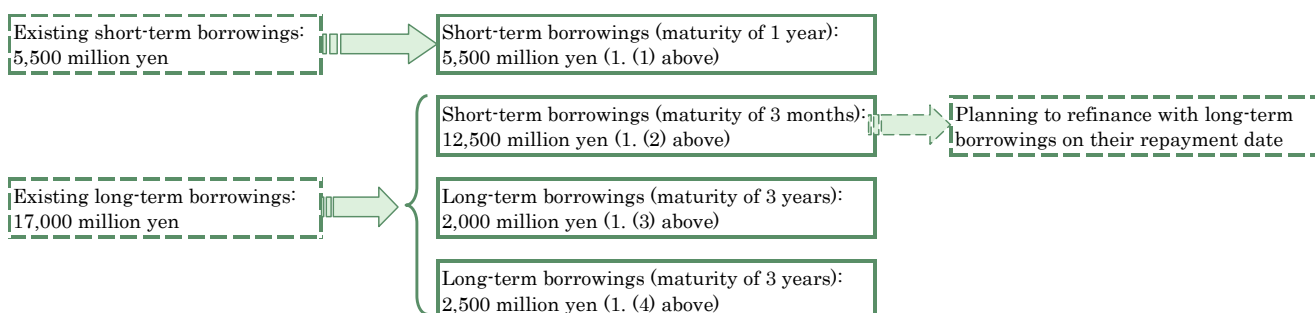 Existing short-term borrowings:
5,500 million yen
Short-term borrowings (maturity of 1 year):
5,500 million yen (1. (1) above)
Short-term borrowings (maturity of 3 months):
12,500 million yen (1. (2) above)
Planning to refinance with long-term
borrowings on their repayment date
Existing long-term borrowings:
17,000 million yen
Long-term borrowings (maturity of 3 years):
2,000 million yen (1. (3) above)
Long-term borrowings (maturity of 3 years):
2,500 million yen (1. (4) above)